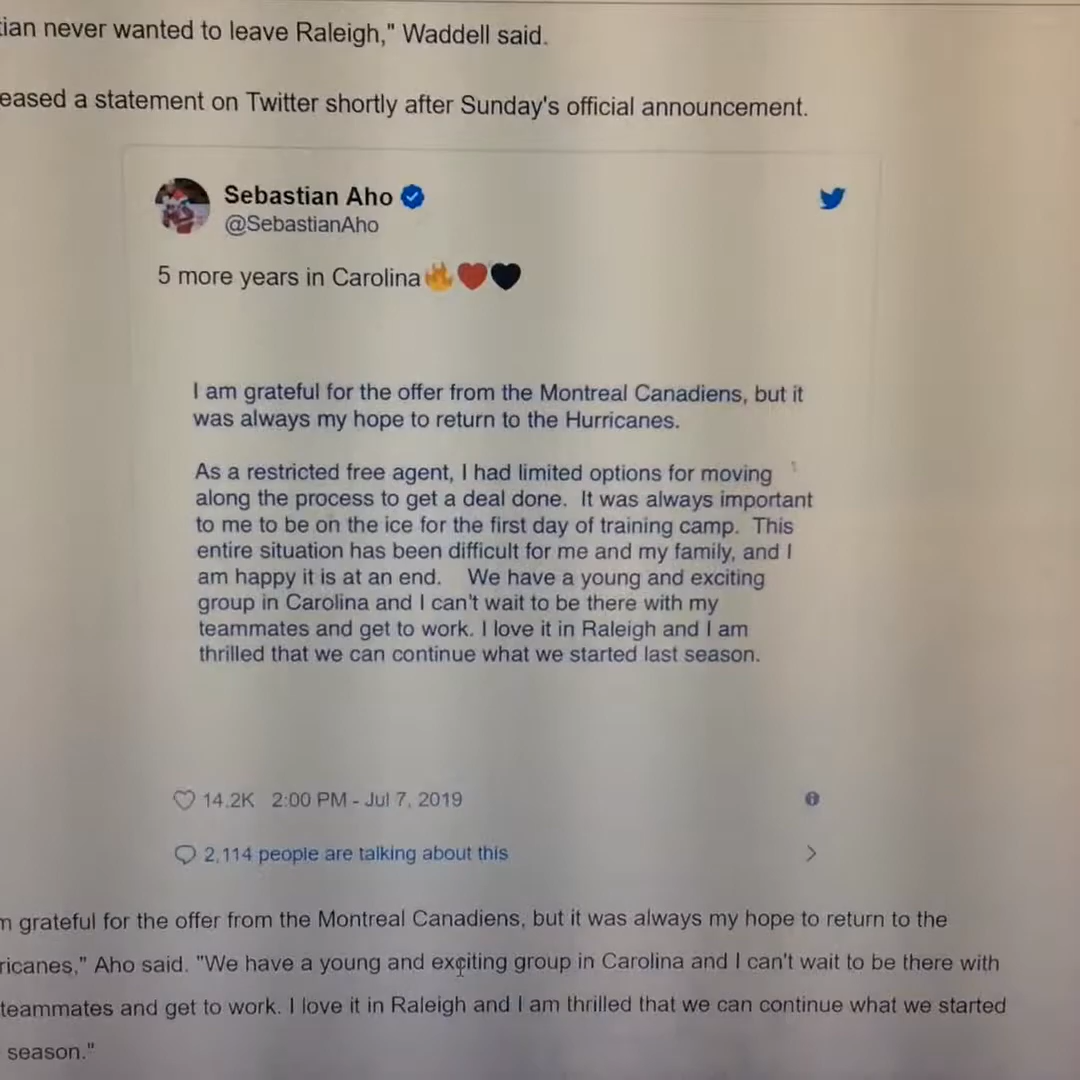 never wanted to leave Raleigh," Waddell said.
a statement on Twitter shortly after Sunday's official announcement.
Sebastian Aho
@SebastianAho
5 more years in Carolina🔥❤️🖤
I am grateful for the offer from the Montreal Canadiens, but it
was always my hope to return to the Hurricanes.
As a restricted free agent, I had limited options for moving
along the process to get a deal done. It was always important
to me to be on the ice for the first day of training camp. This
entire situation has been difficult for me and my family, and I
am happy it is at an end. We have a young and exciting
group in Carolina and I can't wait to be there with my
teammates and get to work. I love it in Raleigh and I am
thrilled that we can continue what we started last season.
14.2K 2:00 PM - Jul 7, 2019
2,114 people are talking about this
grateful for the offer from the Montreal Canadiens, but it was always my hope to return to the
ricanes," Aho said. "We have a young and exciting group in Carolina and I can't wait to be there with
teammates and get to work. I love it in Raleigh and I am thrilled that we can continue what we started
season."